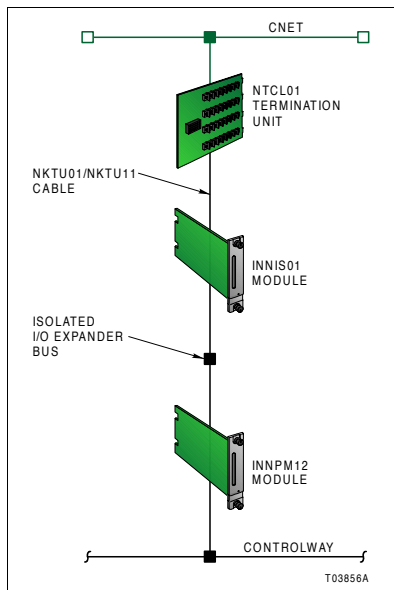 CNET
NTCL01
TERMINATION
UNIT
NKTU01/NKTU11
CABLE
INNIS01
MODULE
ISOLATED
I/O EXPANDER
BUS
INNPM12
MODULE
CONTROLWAY
T03856A